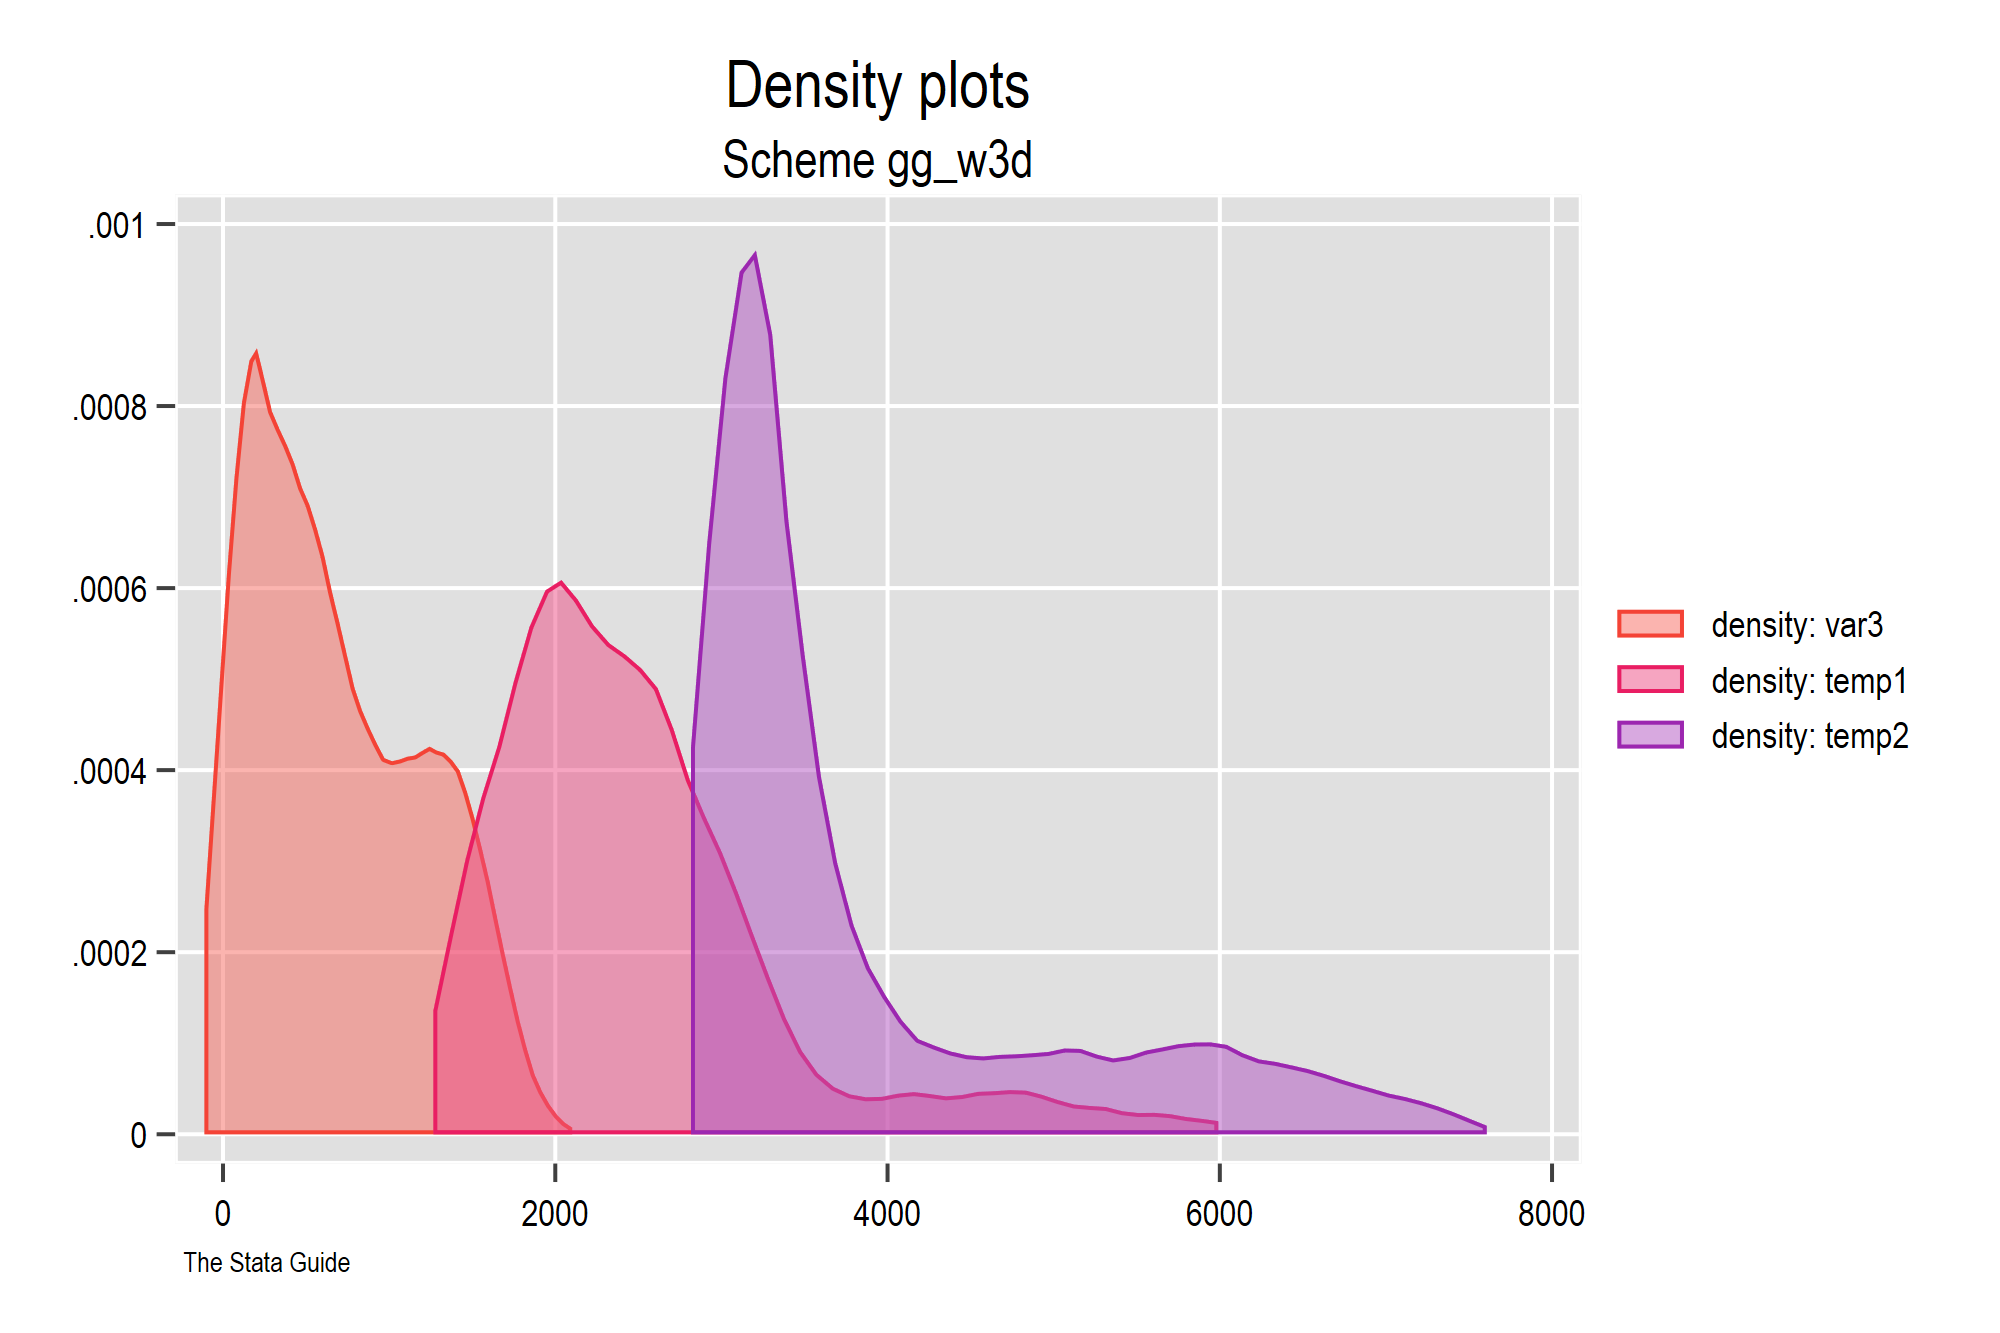 Density plots
Scheme gg_w3d
.001
.0008
.0006
.0004
.0002
0
0 2000 4000 6000 8000
density: var3
density: temp1
density: temp2
The Stata Guide